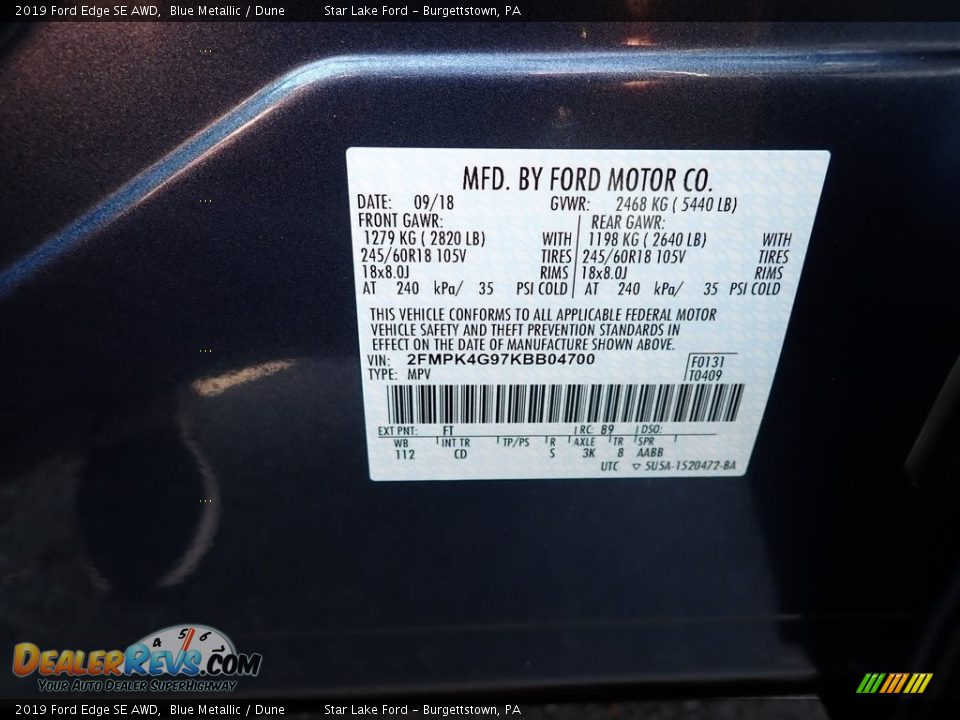 2019 Ford Edge SE AWD, Blue Metallic / Dune Star Lake Ford - Burgettstown, PA
MFD. BY FORD MOTOR CO.
DATE: 09/18 GVWR: 2468 KG ( 5440 LB)
FRONT GAWR: REAR GAWR:
1279 KG ( 2820 LB) WITH 1198 KG ( 2640 LB) WITH
245/60R18 105V TIRES 245/60R18 105V TIRES
18x8.0J RIMS 18x8.0J RIMS
AT 240 kPa/ 35 PSI COLD AT 240 kPa/ 35 PSI COLD
THIS VEHICLE CONFORMS TO ALL APPLICABLE FEDERAL MOTOR
VEHICLE SAFETY AND THEFT PREVENTION STANDARDS IN
EFFECT ON THE DATE OF MANUFACTURE SHOWN ABOVE.
VIN: 2FMPK4G97KBB04700 F0131
TYPE: MPV T0409
EXT PNT: FT RC: 89 DSO:
WB INT TR TP/PS R AXLE TR SPR
112 CD S 3K 8 AABB
UTC ▽ 5U5A-1520472-BA
4 5 6
DEALERREVS.COM
YOUR AUTO DEALER SUPERHIGHWAY
2019 Ford Edge SE AWD, Blue Metallic / Dune Star Lake Ford - Burgettstown, PA